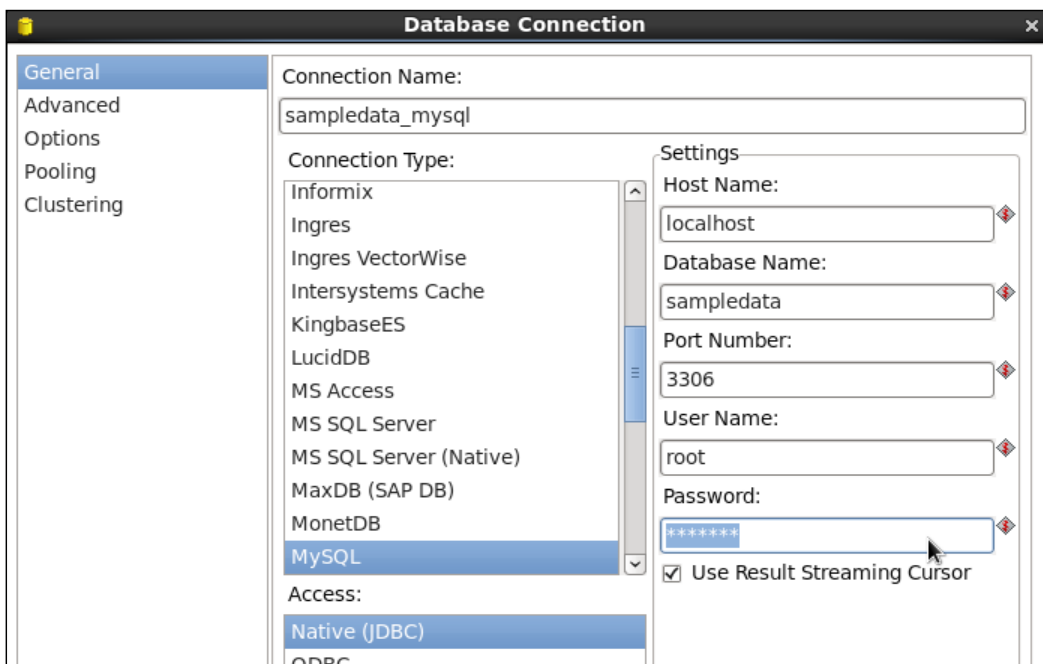 Database Connection
General
Advanced
Options
Pooling
Clustering
Connection Name:
sampledata_mysql
Connection Type:
Informix
Ingres
Ingres VectorWise
Intersystems Cache
KingbaseES
LucidDB
MS Access
MS SQL Server
MS SQL Server (Native)
MaxDB (SAP DB)
MonetDB
MySQL
Access:
Native (JDBC)
ODBC
Settings
Host Name:
localhost
Database Name:
sampledata
Port Number:
3306
User Name:
root
Password:
*******
Use Result Streaming Cursor